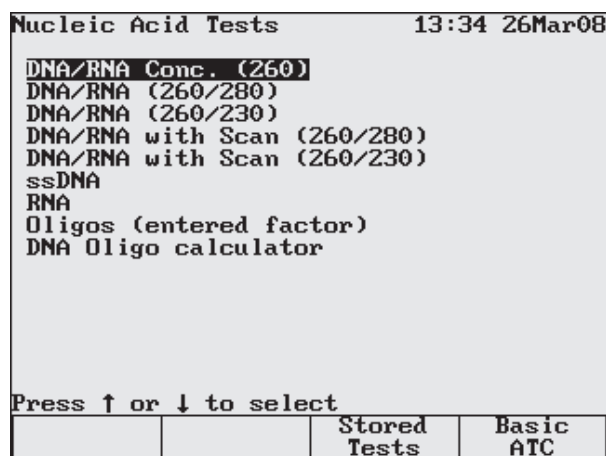 Nucleic Acid Tests 13:34 26Mar08
DNA/RNA Conc. (260)
DNA/RNA (260/280)
DNA/RNA (260/230)
DNA/RNA with Scan (260/280)
DNA/RNA with Scan (260/230)
ssDNA
RNA
Oligos (entered factor)
DNA Oligo calculator
Press ↑ or ↓ to select
Stored Tests
Basic ATC